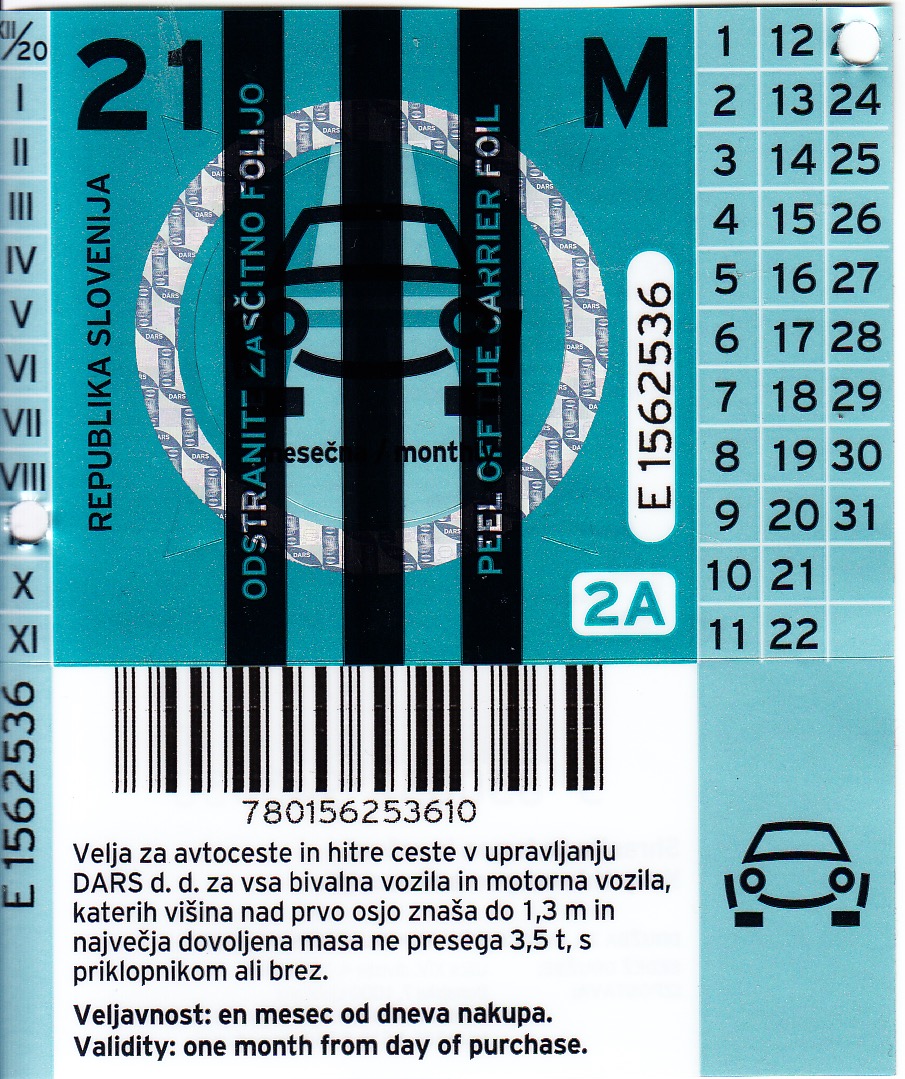 XII/20
I
II
III
IV
V
VI
VII
VIII
X
XI
E 1562536
21 M
REPUBLIKA SLOVENIJA
ODSTRANITE ZAŠČITNO FOLIJO
PEEL OFF THE CARRIER FOIL
DARS
E 1562536
2A
1 12
2 13 24
3 14 25
4 15 26
5 16 27
6 17 28
7 18 29
8 19 30
9 20 31
10 21
11 22
780156253610
Velja za avtoceste in hitre ceste v upravljanju
DARS d. d. za vsa bivalna vozila in motorna vozila,
katerih višina nad prvo osjo znaša do 1,3 m in
največja dovoljena masa ne presega 3,5 t, s
priklopnikom ali brez.
Veljavnost: en mesec od dneva nakupa.
Validity: one month from day of purchase.